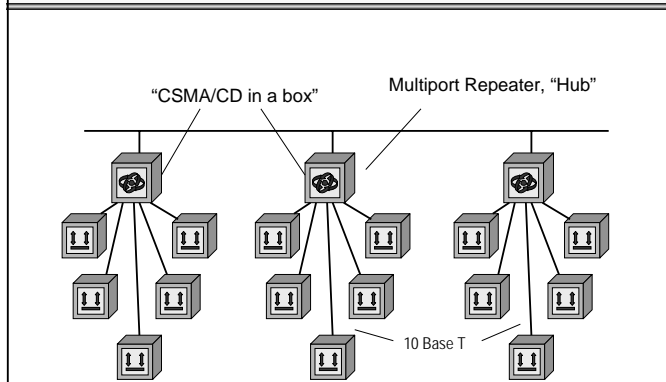 Multiport Repeater, “Hub”
“CSMA/CD in a box”
10 Base T